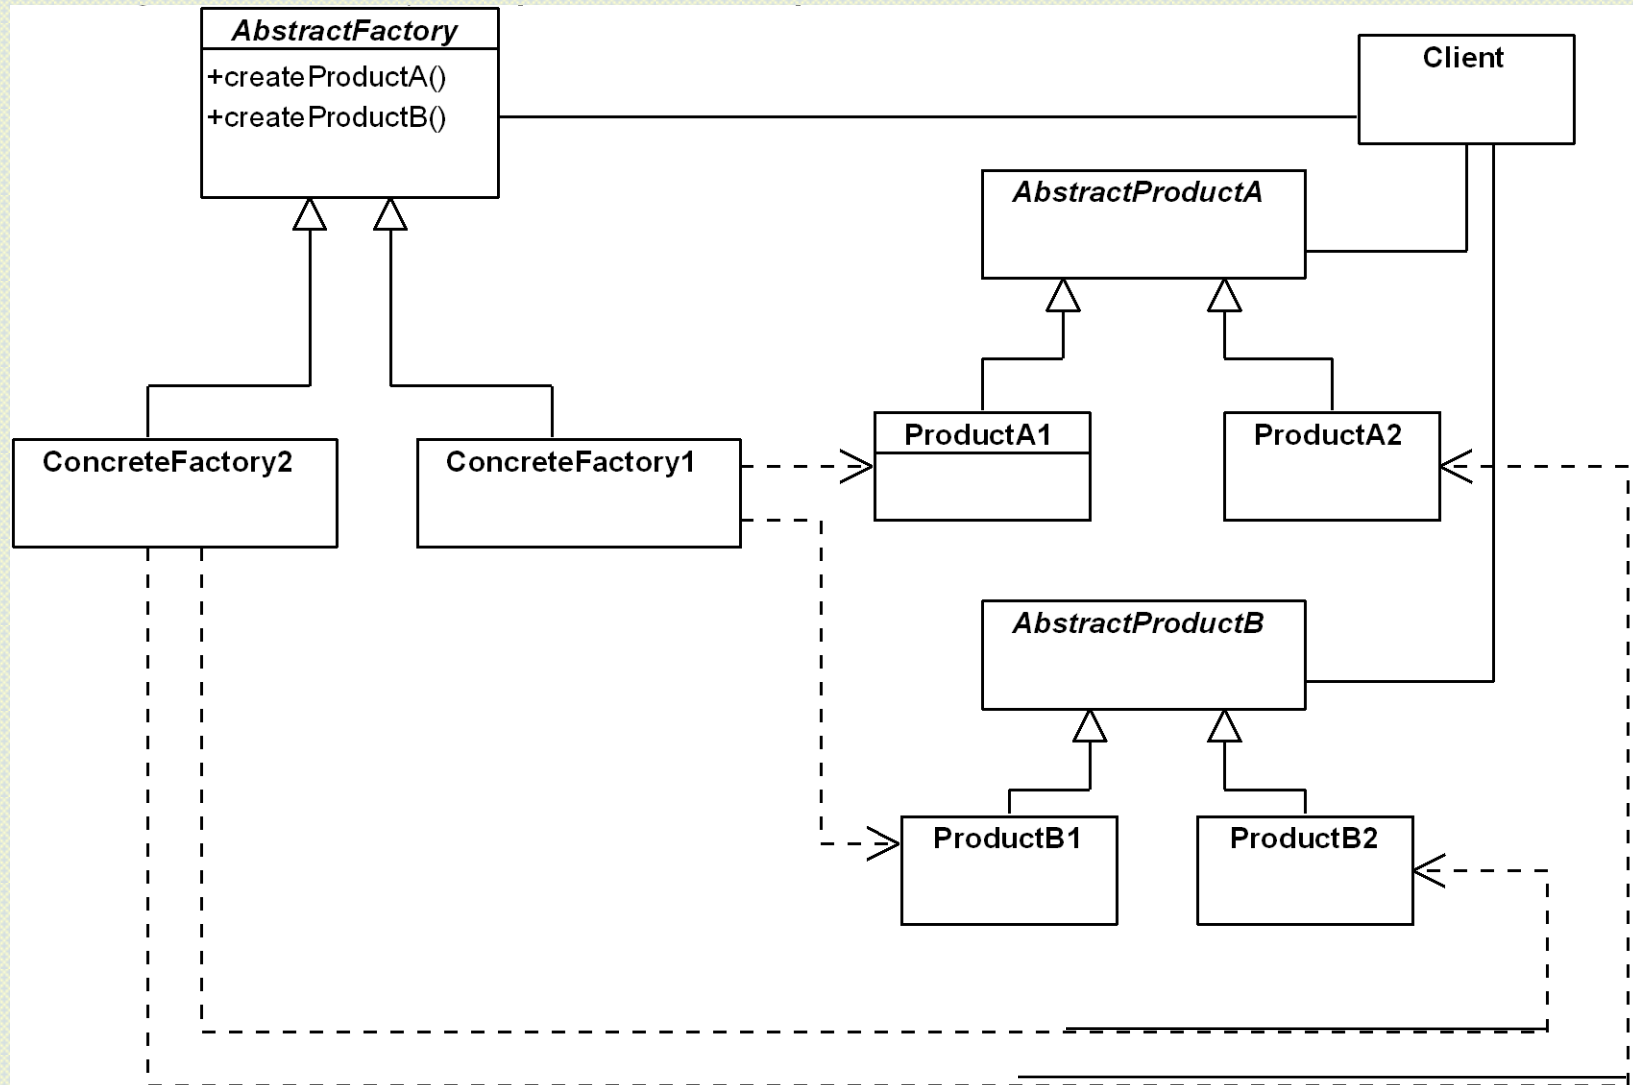 AbstractFactory
+createProductA()
+createProductB()
Client
AbstractProductA
ConcreteFactory2
ConcreteFactory1
ProductA1
ProductA2
AbstractProductB
ProductB1
ProductB2